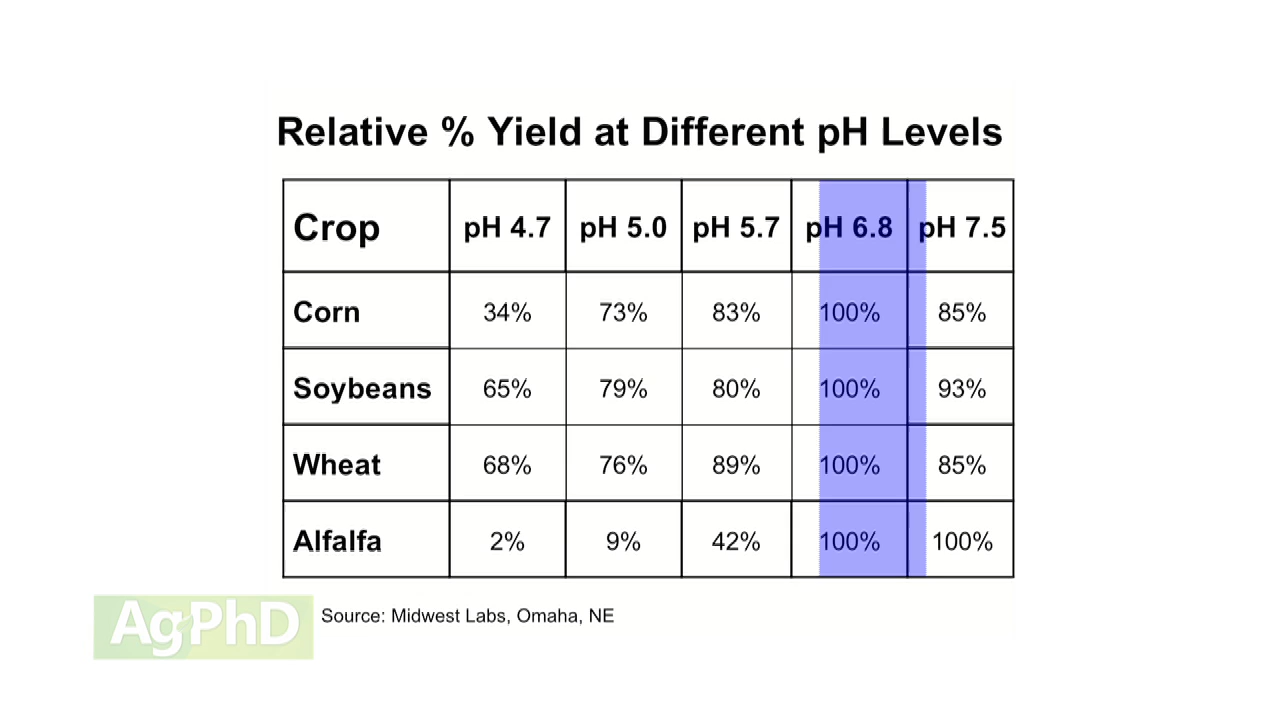 Relative % Yield at Different pH Levels
Crop pH 4.7 pH 5.0 pH 5.7 pH 6.8 pH 7.5
Corn 34% 73% 83% 100% 85%
Soybeans 65% 79% 80% 100% 93%
Wheat 68% 76% 89% 100% 85%
Alfalfa 2% 9% 42% 100% 100%
AgPhD Source: Midwest Labs, Omaha, NE